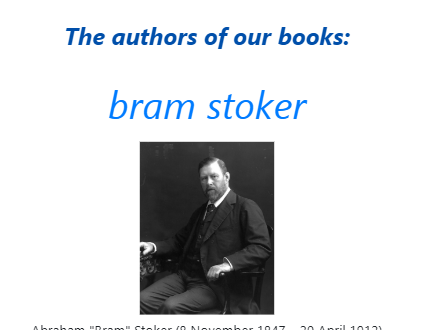 The authors of our books:
bram stoker
Abraham "Bram" Stoker (8 November 1847 – 20 April 1912)